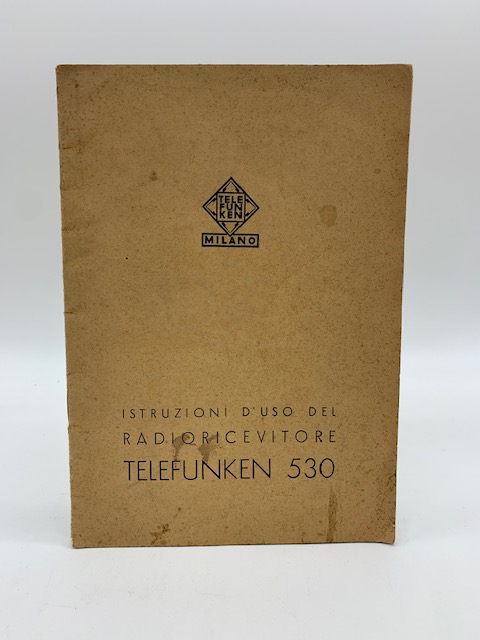 TELE
FUN
KEN
MILANO
ISTRUZIONI D'USO DEL
RADIORICEVITORE
TELEFUNKEN 530